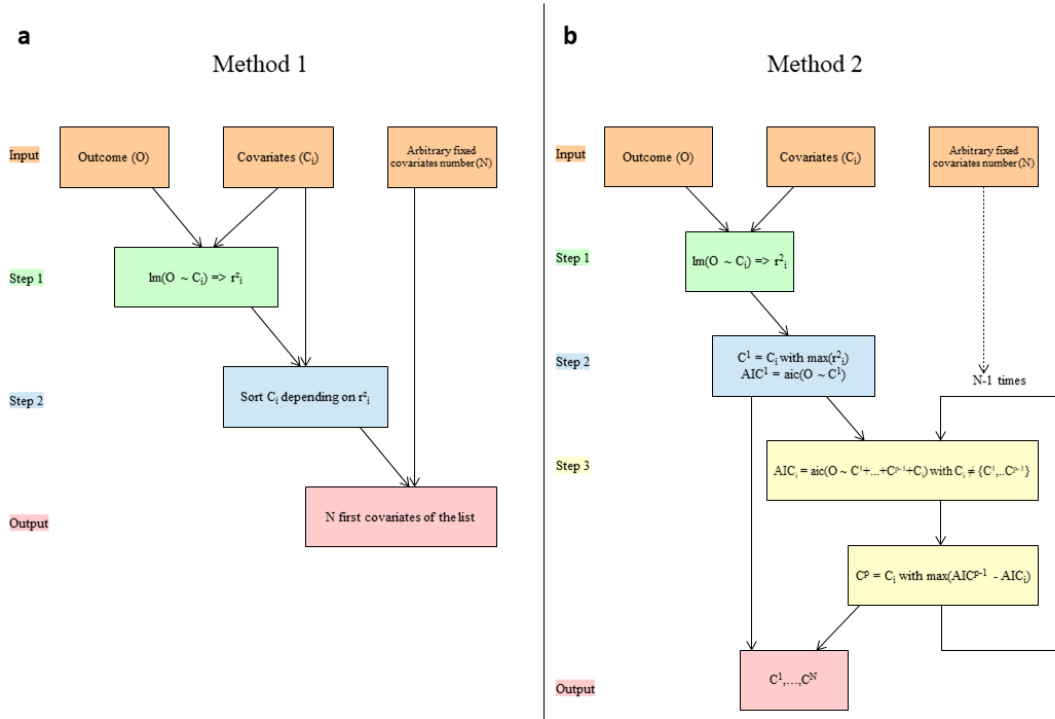 a
Method 1
Input
Outcome (O)
Covariates (Cᵢ)
Arbitrary fixed
covariates number (N)
Step 1
lm(O ~ Cᵢ) => r²ᵢ
Step 2
Sort Cᵢ depending on r²ᵢ
Output
N first covariates of the list
b
Method 2
Input
Outcome (O)
Covariates (Cᵢ)
Arbitrary fixed
covariates number (N)
Step 1
lm(O ~ Cᵢ) => r²ᵢ
Step 2
C¹ = Cᵢ with max(r²ᵢ)
AIC¹ = aic(O ~ C¹)
N-1 times
Step 3
AICᵢ = aic(O ~ C¹+...+Cᵖ⁻¹+Cᵢ) with Cᵢ ≠ {C¹,..Cᵖ⁻¹}
Cᵖ = Cᵢ with max(AICᵖ⁻¹ - AICᵢ)
Output
C¹,...,Cᴺ